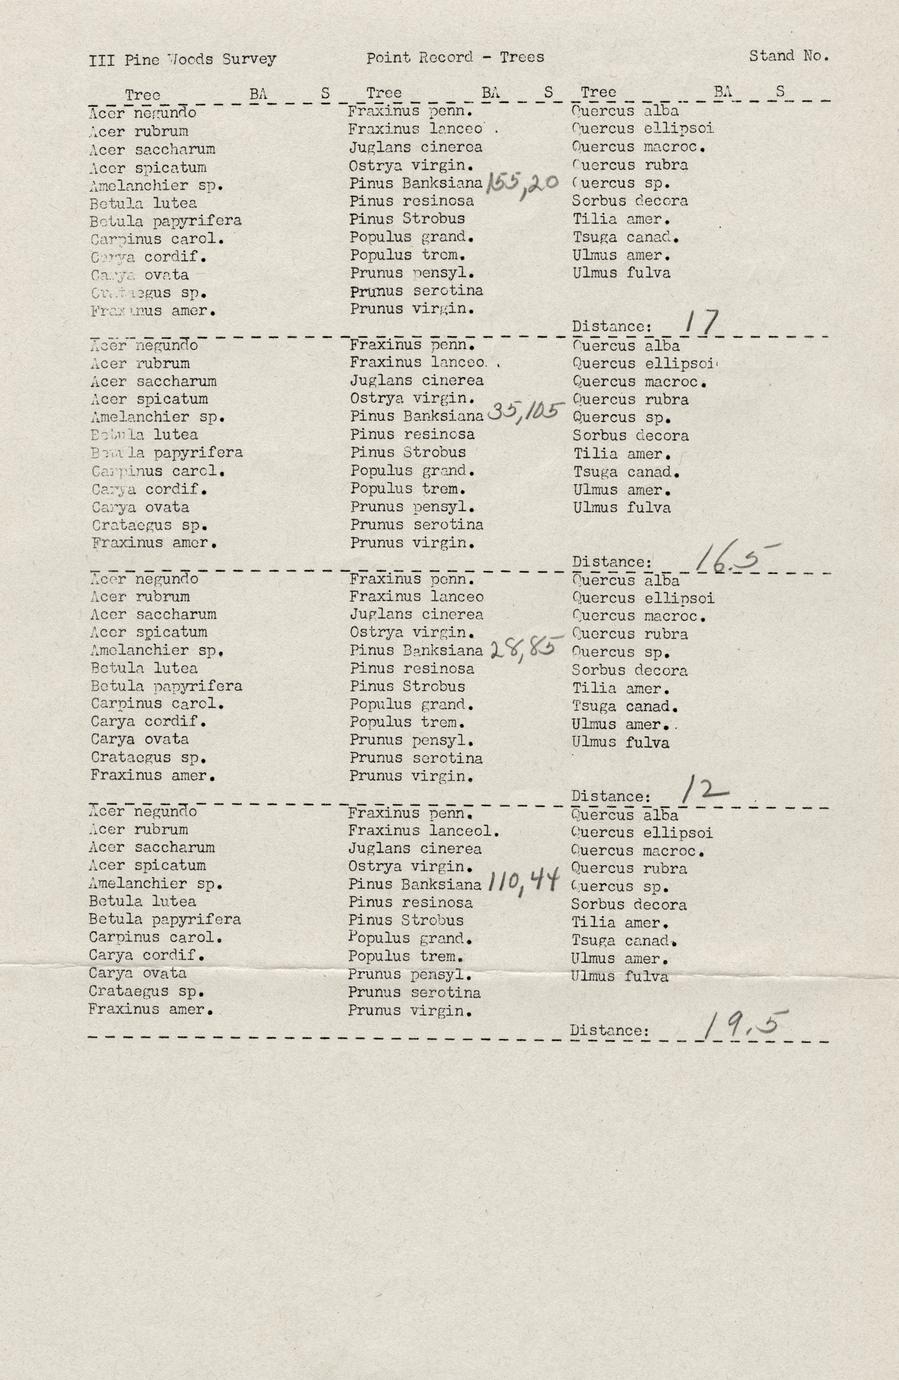 III Pine Woods Survey Point Record - Trees Stand No.
Tree BA S Tree BA S Tree BA S
Acer negundo Fraxinus penn. Quercus alba
Acer rubrum Fraxinus lanceo . Quercus ellipsoi
Acer saccharum Juglans cinerea Quercus macroc.
Acer spicatum Ostrya virgin. Quercus rubra
Amelanchier sp. Pinus Banksiana 155,20 Quercus sp.
Betula lutea Pinus resinosa Sorbus decora
Betula papyrifera Pinus Strobus Tilia amer.
Carpinus carol. Populus grand. Tsuga canad.
Carya cordif. Populus trem. Ulmus amer.
Carya ovata Prunus pensyl. Ulmus fulva
Crataegus sp. Prunus serotina
Fraxinus amer. Prunus virgin.
Distance: 17
Acer negundo Fraxinus penn. Quercus alba
Acer rubrum Fraxinus lanceo. . Quercus ellipsoi
Acer saccharum Juglans cinerea Quercus macroc.
Acer spicatum Ostrya virgin. Quercus rubra
Amelanchier sp. Pinus Banksiana 35,105 Quercus sp.
Betula lutea Pinus resinosa Sorbus decora
Betula papyrifera Pinus Strobus Tilia amer.
Carpinus carol. Populus grand. Tsuga canad.
Carya cordif. Populus trem. Ulmus amer.
Carya ovata Prunus pensyl. Ulmus fulva
Crataegus sp. Prunus serotina
Fraxinus amer. Prunus virgin.
Distance: 16.5
Acer negundo Fraxinus penn. Quercus alba
Acer rubrum Fraxinus lanceo Quercus ellipsoi
Acer saccharum Juglans cinerea Quercus macroc.
Acer spicatum Ostrya virgin. Quercus rubra
Amelanchier sp. Pinus Banksiana 28,85 Quercus sp.
Betula lutea Pinus resinosa Sorbus decora
Betula papyrifera Pinus Strobus Tilia amer.
Carpinus carol. Populus grand. Tsuga canad.
Carya cordif. Populus trem. Ulmus amer..
Carya ovata Prunus pensyl. Ulmus fulva
Crataegus sp. Prunus serotina
Fraxinus amer. Prunus virgin.
Distance: 12
Acer negundo Fraxinus penn. Quercus alba
Acer rubrum Fraxinus lanceol. Quercus ellipsoi
Acer saccharum Juglans cinerea Quercus macroc.
Acer spicatum Ostrya virgin. Quercus rubra
Amelanchier sp. Pinus Banksiana 110,44 Quercus sp.
Betula lutea Pinus resinosa Sorbus decora
Betula papyrifera Pinus Strobus Tilia amer.
Carpinus carol. Populus grand. Tsuga canad.
Carya cordif. Populus trem. Ulmus amer.
Carya ovata Prunus pensyl. Ulmus fulva
Crataegus sp. Prunus serotina
Fraxinus amer. Prunus virgin.
Distance: 19.5